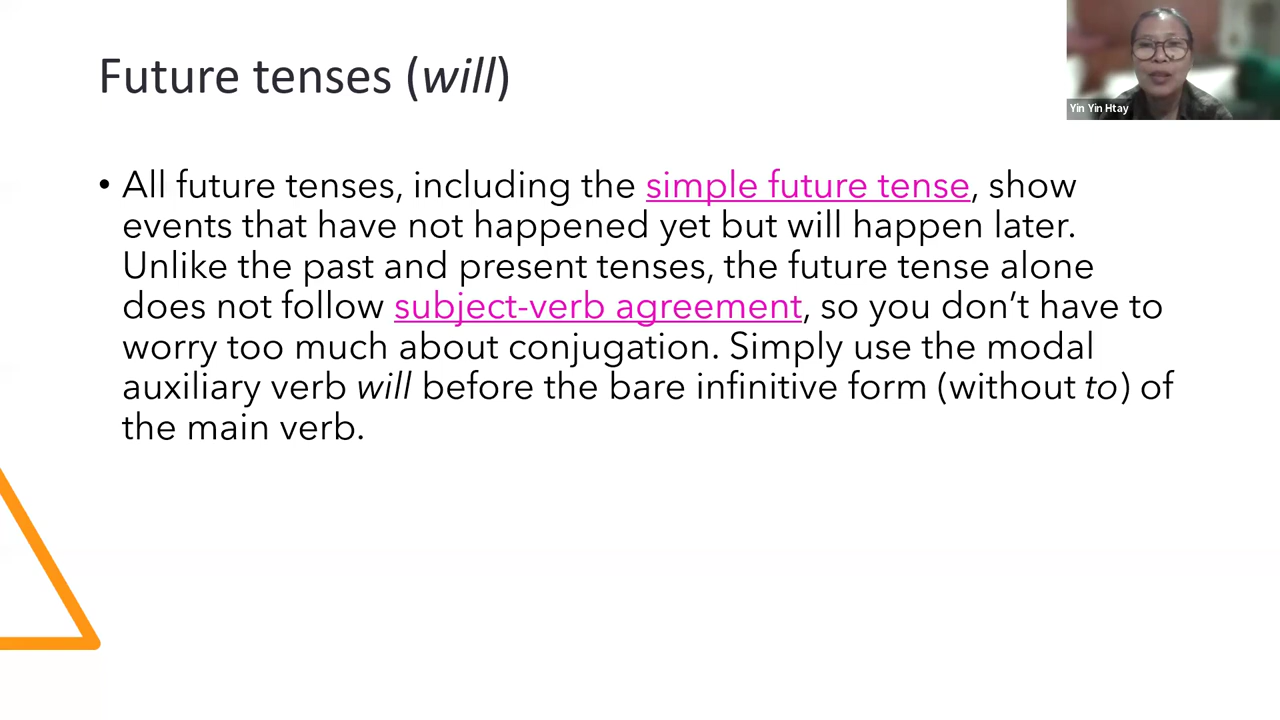 Future tenses (will)
Yin Yin Htay
• All future tenses, including the simple future tense, show
events that have not happened yet but will happen later.
Unlike the past and present tenses, the future tense alone
does not follow subject-verb agreement, so you don’t have to
worry too much about conjugation. Simply use the modal
auxiliary verb will before the bare infinitive form (without to) of
the main verb.